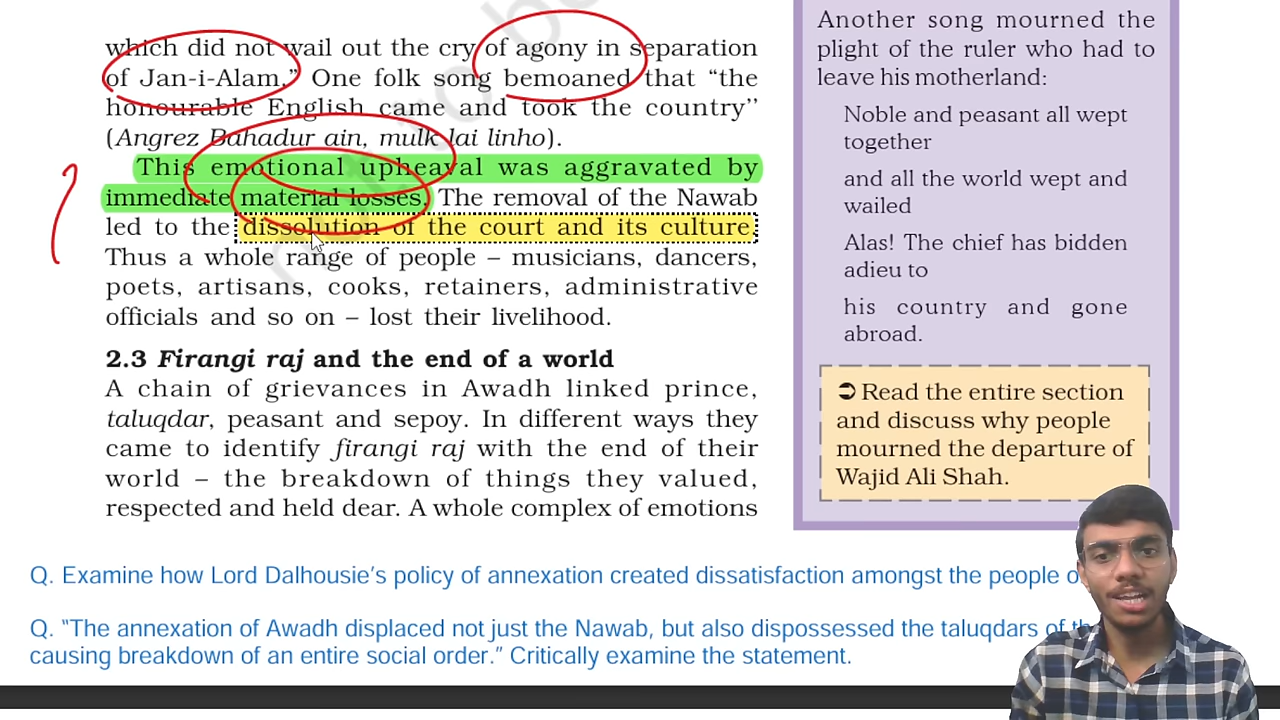 which did not wail out the cry of agony in separation
of Jan-i-Alam.” One folk song bemoaned that “the
honourable English came and took the country’’
(Angrez Bahadur ain, mulk lai linho).
This emotional upheaval was aggravated by
immediate material losses. The removal of the Nawab
led to the dissolution of the court and its culture.
Thus a whole range of people – musicians, dancers,
poets, artisans, cooks, retainers, administrative
officials and so on – lost their livelihood.
2.3 Firangi raj and the end of a world
A chain of grievances in Awadh linked prince,
taluqdar, peasant and sepoy. In different ways they
came to identify firangi raj with the end of their
world – the breakdown of things they valued,
respected and held dear. A whole complex of emotions
Another song mourned the
plight of the ruler who had to
leave his motherland:
Noble and peasant all wept
together
and all the world wept and
wailed
Alas! The chief has bidden
adieu to
his country and gone
abroad.
➲ Read the entire section
and discuss why people
mourned the departure of
Wajid Ali Shah.
Q. Examine how Lord Dalhousie’s policy of annexation created dissatisfaction amongst the people
Q. “The annexation of Awadh displaced not just the Nawab, but also dispossessed the taluqdars of
causing breakdown of an entire social order.” Critically examine the statement.